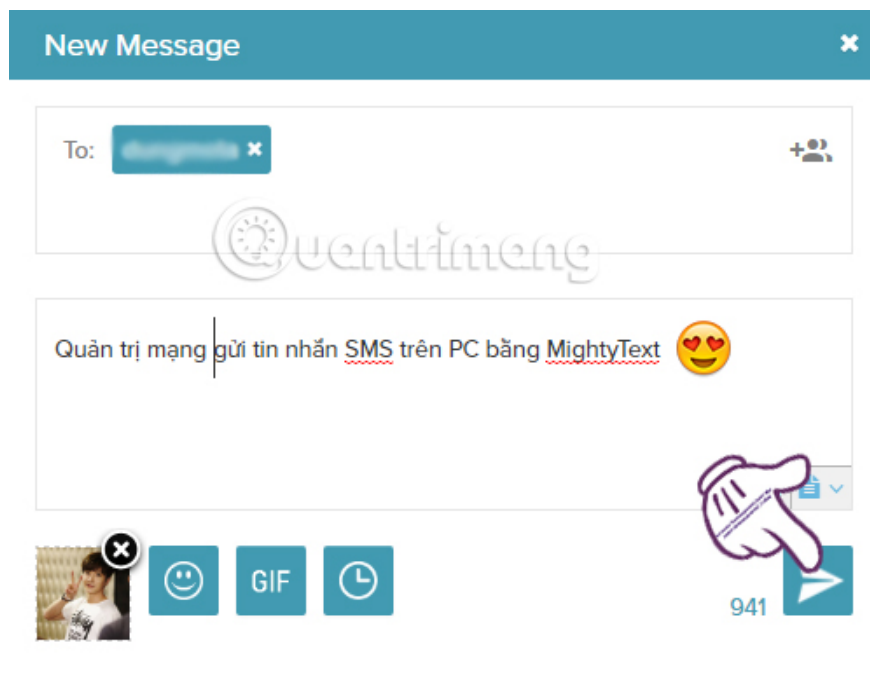 New Message
To:
Quantrimang
Quản trị mạng gửi tin nhắn SMS trên PC bằng MightyText
GIF
941